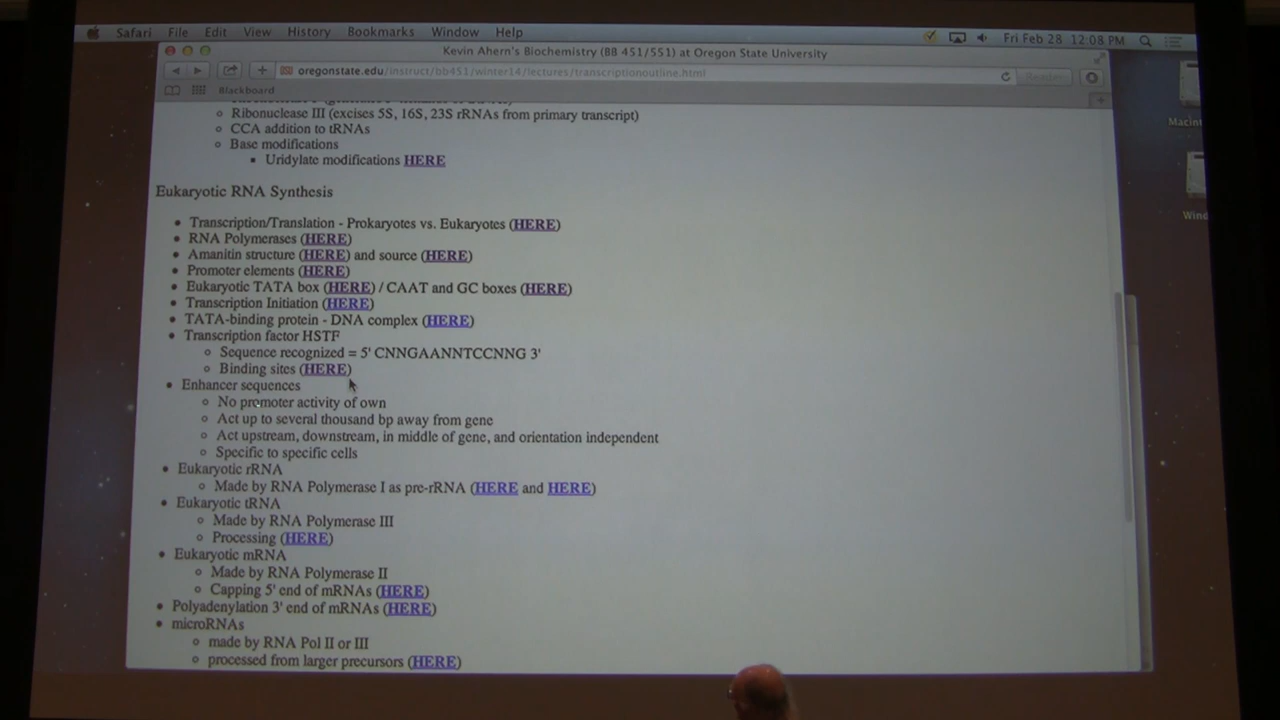 Safari File Edit View History Bookmarks Window Help Fri Feb 28 12:08 PM
Kevin Ahern's Biochemistry (BB 451/551) at Oregon State University
oregonstate.edu/instruct/bb451/winter14/lectures/transcriptionoutline.html Reader
Blackboard
Ribonuclease III (excises 5S, 16S, 23S rRNAs from primary transcript)
CCA addition to tRNAs
Base modifications
Uridylate modifications HERE
Eukaryotic RNA Synthesis
Transcription/Translation - Prokaryotes vs. Eukaryotes (HERE)
RNA Polymerases (HERE)
Amanitin structure (HERE) and source (HERE)
Promoter elements (HERE)
Eukaryotic TATA box (HERE) / CAAT and GC boxes (HERE)
Transcription Initiation (HERE)
TATA-binding protein - DNA complex (HERE)
Transcription factor HSTF
Sequence recognized = 5' CNNGAANNTCCNNG 3'
Binding sites (HERE)
Enhancer sequences
No promoter activity of own
Act up to several thousand bp away from gene
Act upstream, downstream, in middle of gene, and orientation independent
Specific to specific cells
Eukaryotic rRNA
Made by RNA Polymerase I as pre-rRNA (HERE and HERE)
Eukaryotic tRNA
Made by RNA Polymerase III
Processing (HERE)
Eukaryotic mRNA
Made by RNA Polymerase II
Capping 5' end of mRNAs (HERE)
Polyadenylation 3' end of mRNAs (HERE)
microRNAs
made by RNA Pol II or III
processed from larger precursors (HERE)
Macint
Wind